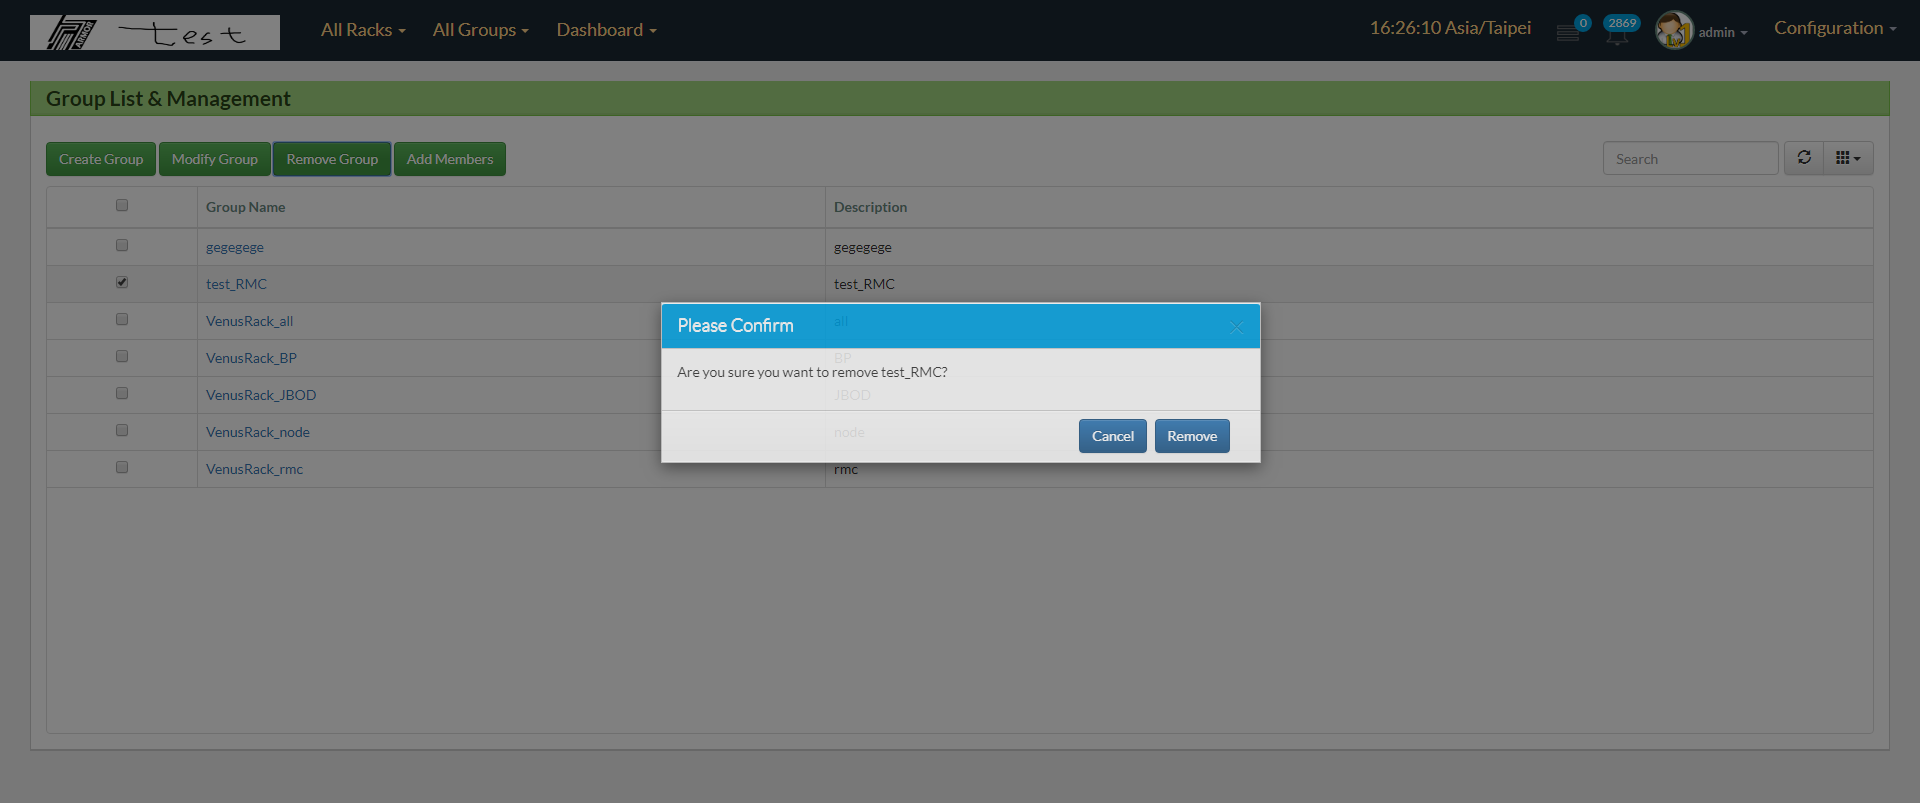 ARMOR test All Racks All Groups Dashboard 16:26:10 Asia/Taipei 0 2869 admin Configuration
Group List & Management
Create Group Modify Group Remove Group Add Members Search
Group Name Description
gegegege gegegege
test_RMC test_RMC
VenusRack_all all
VenusRack_BP BP
VenusRack_JBOD JBOD
VenusRack_node node
VenusRack_rmc rmc
Please Confirm
Are you sure you want to remove test_RMC?
Cancel Remove